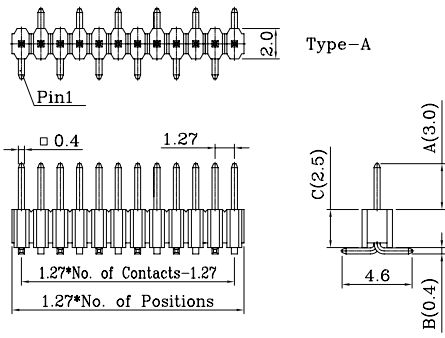 2.0
Type-A
Pin1
□ 0.4
1.27
C(2.5)
A(3.0)
1.27*No. of Contacts-1.27
1.27*No. of Positions
4.6
B(0.4)